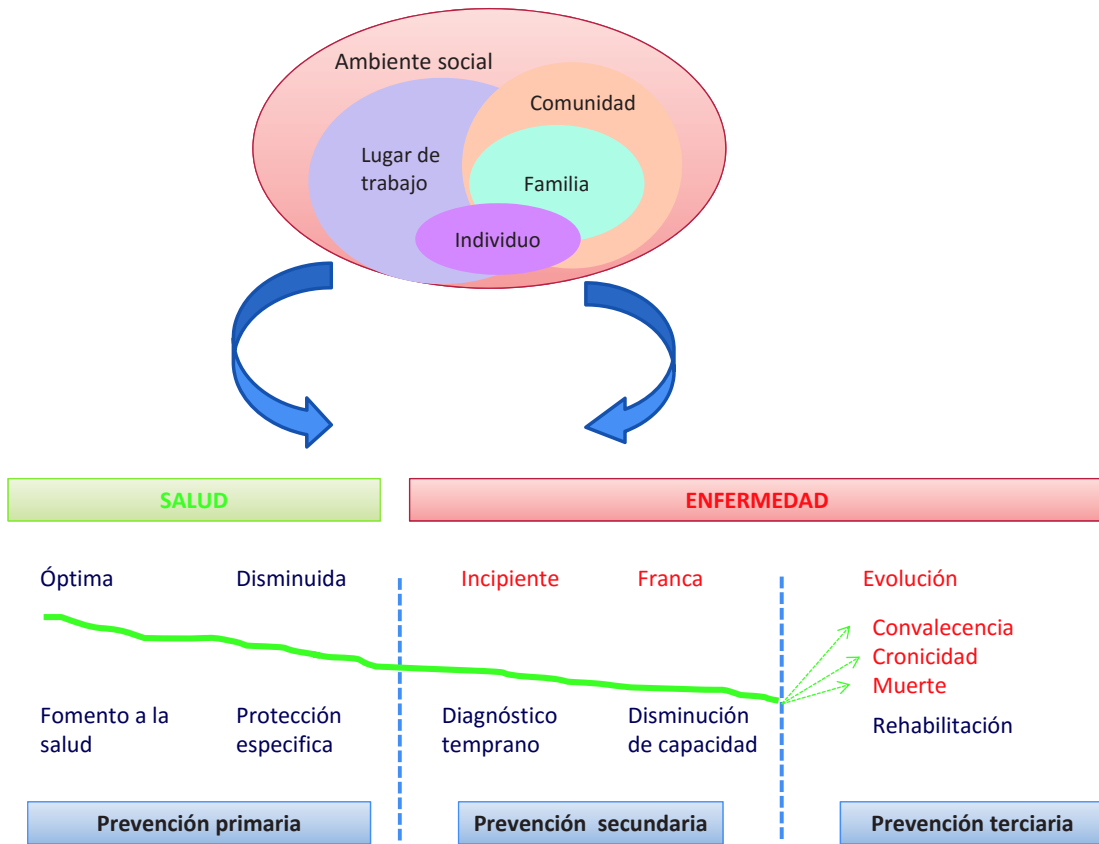 Ambiente social
Comunidad
Lugar de
trabajo
Familia
Individuo
SALUD
ENFERMEDAD
Óptima
Disminuida
Incipiente
Franca
Evolución
Convalecencia
Cronicidad
Muerte
Fomento a la
salud
Protección
especifica
Diagnóstico
temprano
Disminución
de capacidad
Rehabilitación
Prevención primaria
Prevención secundaria
Prevención terciaria